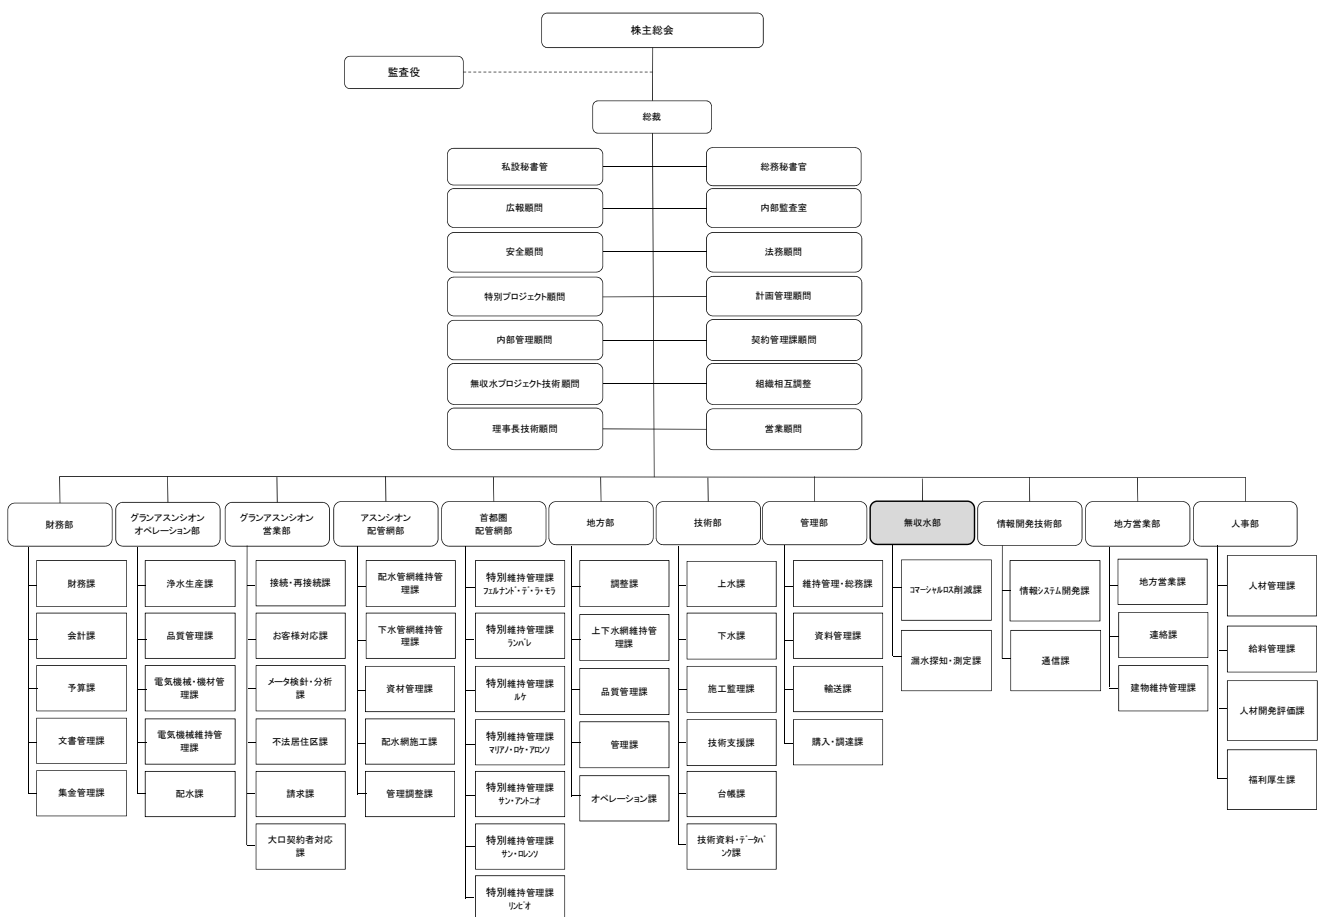 株主総会
監査役
総裁
私設秘書管
総務秘書官
広報顧問
内部監査室
安全顧問
法務顧問
特別プロジェクト顧問
計画管理顧問
内部管理顧問
契約管理課顧問
無収水プロジェクト技術顧問
組織相互調整
理事長技術顧問
営業顧問
財務部
財務課
会計課
予算課
文書管理課
集金管理課
グランアスンシオン
オペレーション部
浄水生産課
品質管理課
電気機械・機材管
理課
電気機械維持管
理課
配水課
グランアスンシオン
営業部
接続・再接続課
お客様対応課
メータ検針・分析
課
不法居住区課
請求課
大口契約者対応
課
アスンシオン
配管網部
配水管網維持管
理課
下水管網維持管
理課
資材管理課
配水網施工課
管理調整課
首都圏
配管網部
特別維持管理課
フェルナンド・デ・ラ・モラ
特別維持管理課
ランバレ
特別維持管理課
ルケ
特別維持管理課
マリアノ・ロケ・アロンソ
特別維持管理課
サン・アントニオ
特別維持管理課
サン・ロレンソ
特別維持管理課
リンピオ
地方部
調整課
上下水網維持管
理課
品質管理課
管理課
オペレーション課
技術部
上水課
下水課
施工監理課
技術支援課
台帳課
技術資料・データバ
ンク課
管理部
維持管理・総務課
資料管理課
輸送課
購入・調達課
無収水部
コマーシャルロス削減課
漏水探知・測定課
情報開発技術部
情報システム開発課
通信課
地方営業部
地方営業課
連絡課
建物維持管理課
人事部
人材管理課
給料管理課
人材開発評価課
福利厚生課